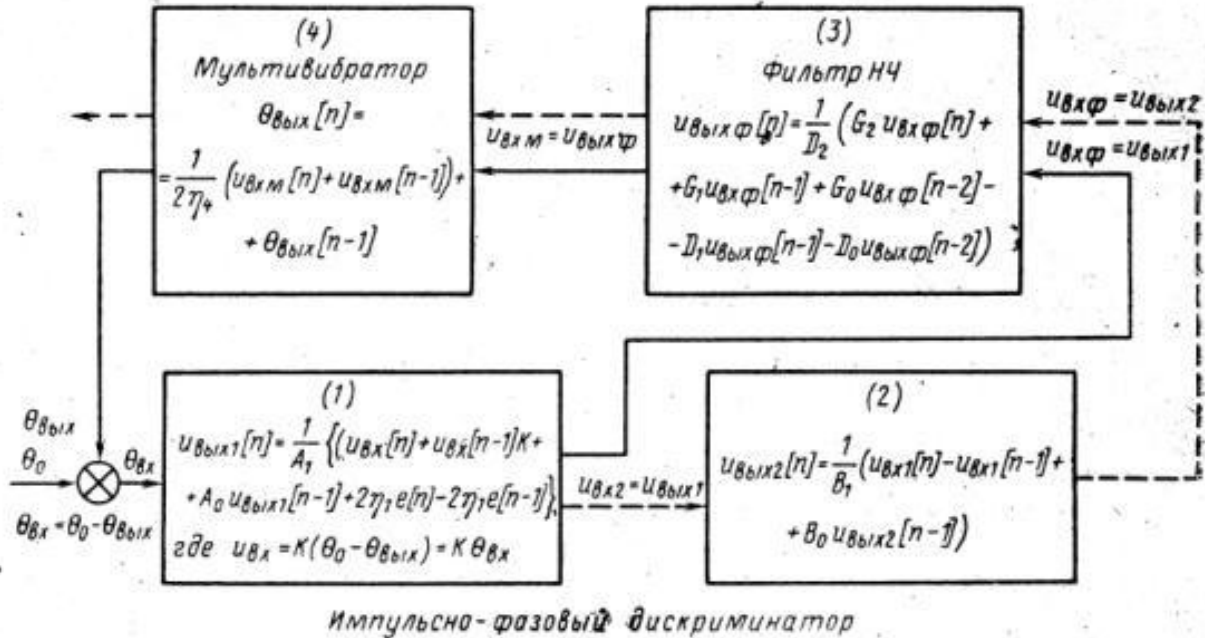 (4)
Мультивибратор
θвых[n]=
=1/2η4 (uвхм[n]+uвхм[n-1])+
+ θвых[n-1]
uвхм=uвыхф
(3)
Фильтр НЧ
uвыхф[n]=1/D2 (G2 uвхф[n]+
+G1uвхф[n-1]+G0uвхф[n-2]-
-D1uвыхф[n-1]-D0uвыхф[n-2])
uвхф=uвых2
uвхф=uвых1
θвых
θ0
θвх
θвх=θ0-θвых
(1)
uвых1[n]=1/A1 {(uвх[n]+uвх[n-1]K+
+A0uвых1[n-1]+2η1e[n]-2η1e[n-1]},
где uвх=K(θ0-θвых)=Kθвх
uвх2=uвых1
(2)
uвых2[n]=1/B1 (uвх1[n]-uвх1[n-1]+
+B0uвых2[n-1])
Импульсно-фазовый дискриминатор